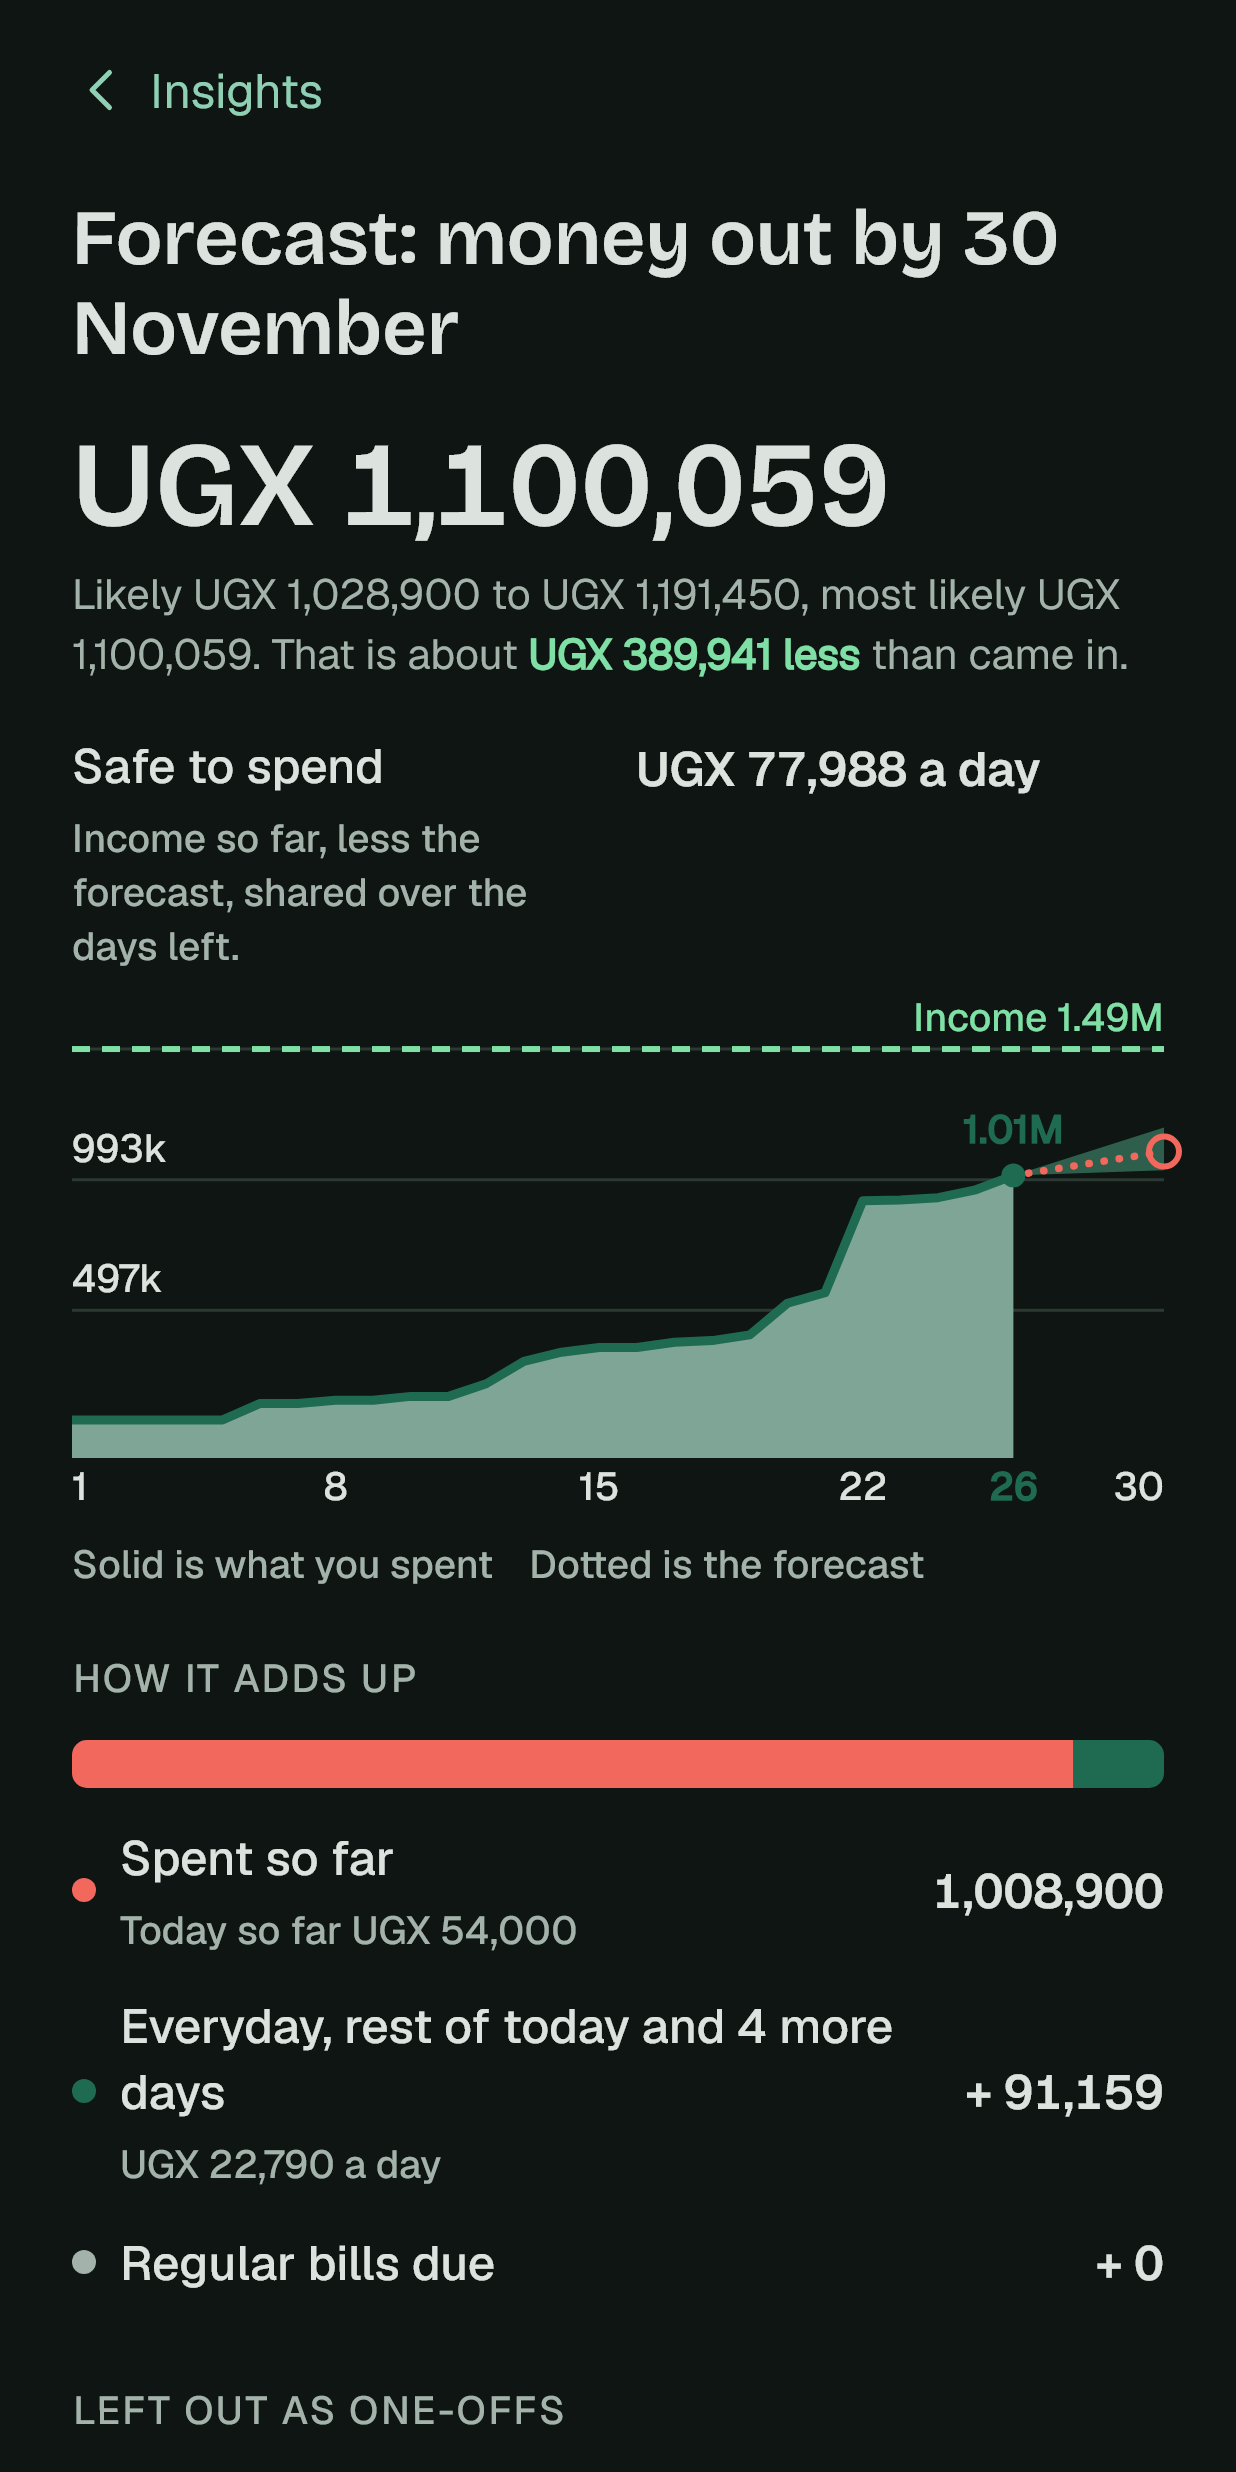 Insights
Forecast: money out by 30
November
UGX 1,100,059
Likely UGX 1,028,900 to UGX 1,191,450, most likely UGX
1,100,059. That is about UGX 389,941 less than came in.
Safe to spend
UGX 77,988 a day
Income so far, less the
forecast, shared over the
days left.
Income 1.49M
1.01M
993k
497k
1 8 15 22 26 30
Solid is what you spent Dotted is the forecast
HOW IT ADDS UP
Spent so far
1,008,900
Today so far UGX 54,000
Everyday, rest of today and 4 more
days
+ 91,159
UGX 22,790 a day
Regular bills due
+ 0
LEFT OUT AS ONE-OFFS